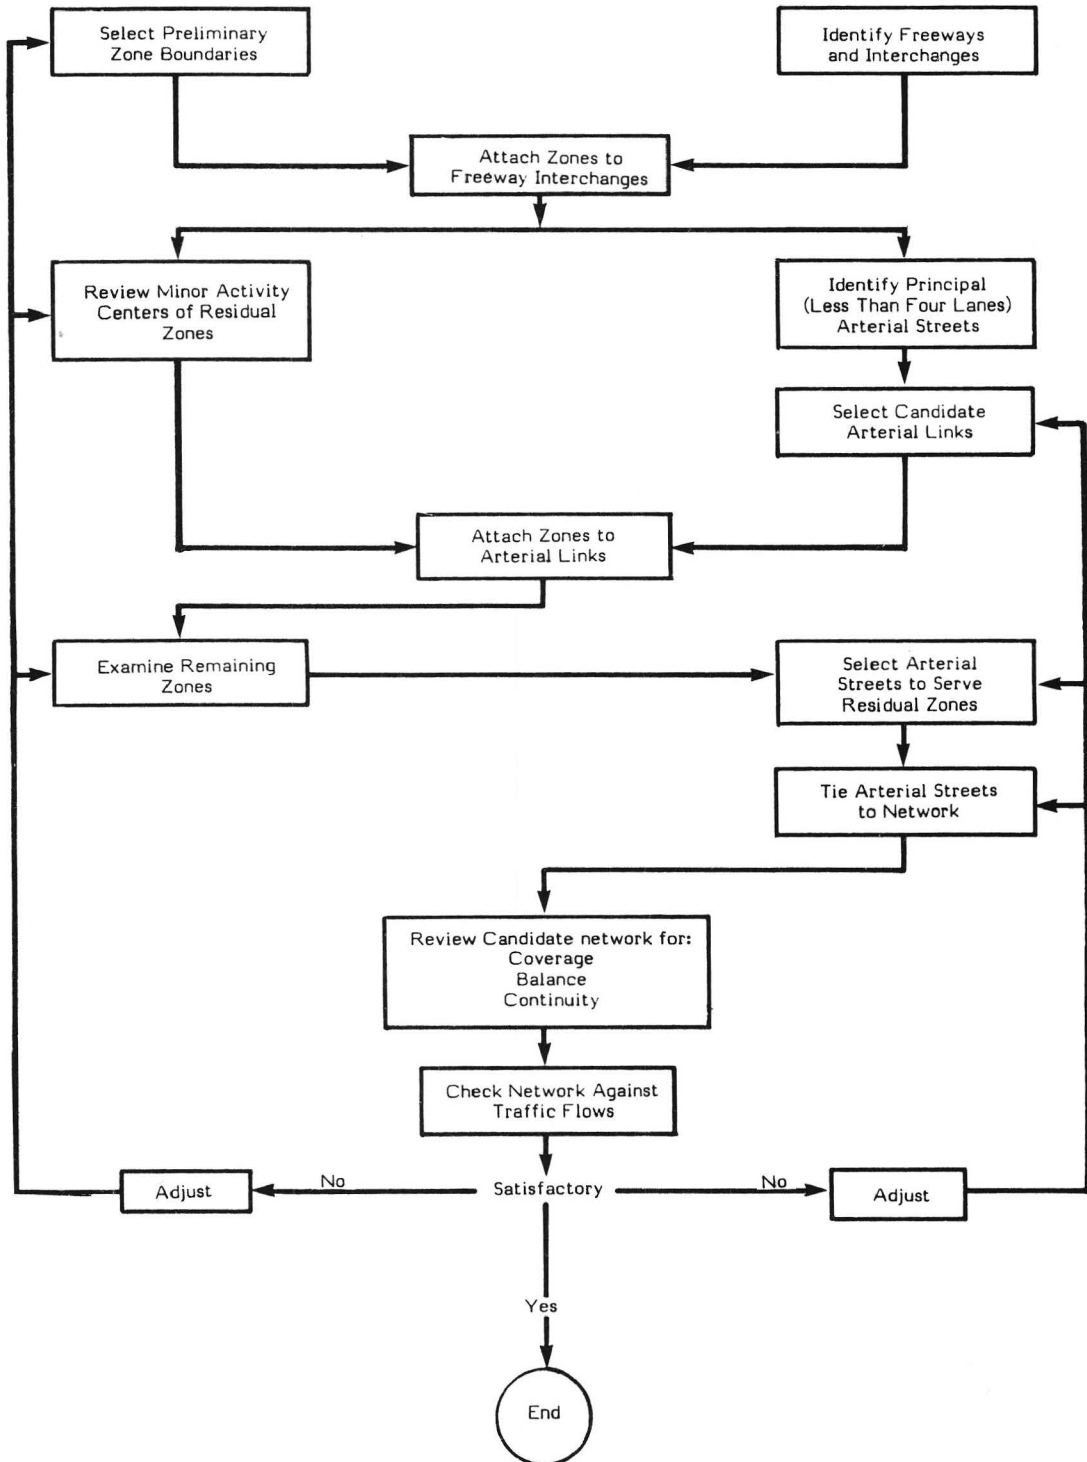 Select Preliminary
Zone Boundaries
Identify Freeways
and Interchanges
Attach Zones to
Freeway Interchanges
Review Minor Activity
Centers of Residual
Zones
Identify Principal
(Less Than Four Lanes)
Arterial Streets
Select Candidate
Arterial Links
Attach Zones to
Arterial Links
Examine Remaining
Zones
Select Arterial
Streets to Serve
Residual Zones
Tie Arterial Streets
to Network
Review Candidate network for:
Coverage
Balance
Continuity
Check Network Against
Traffic Flows
Adjust
No
Satisfactory
No
Adjust
Yes
End